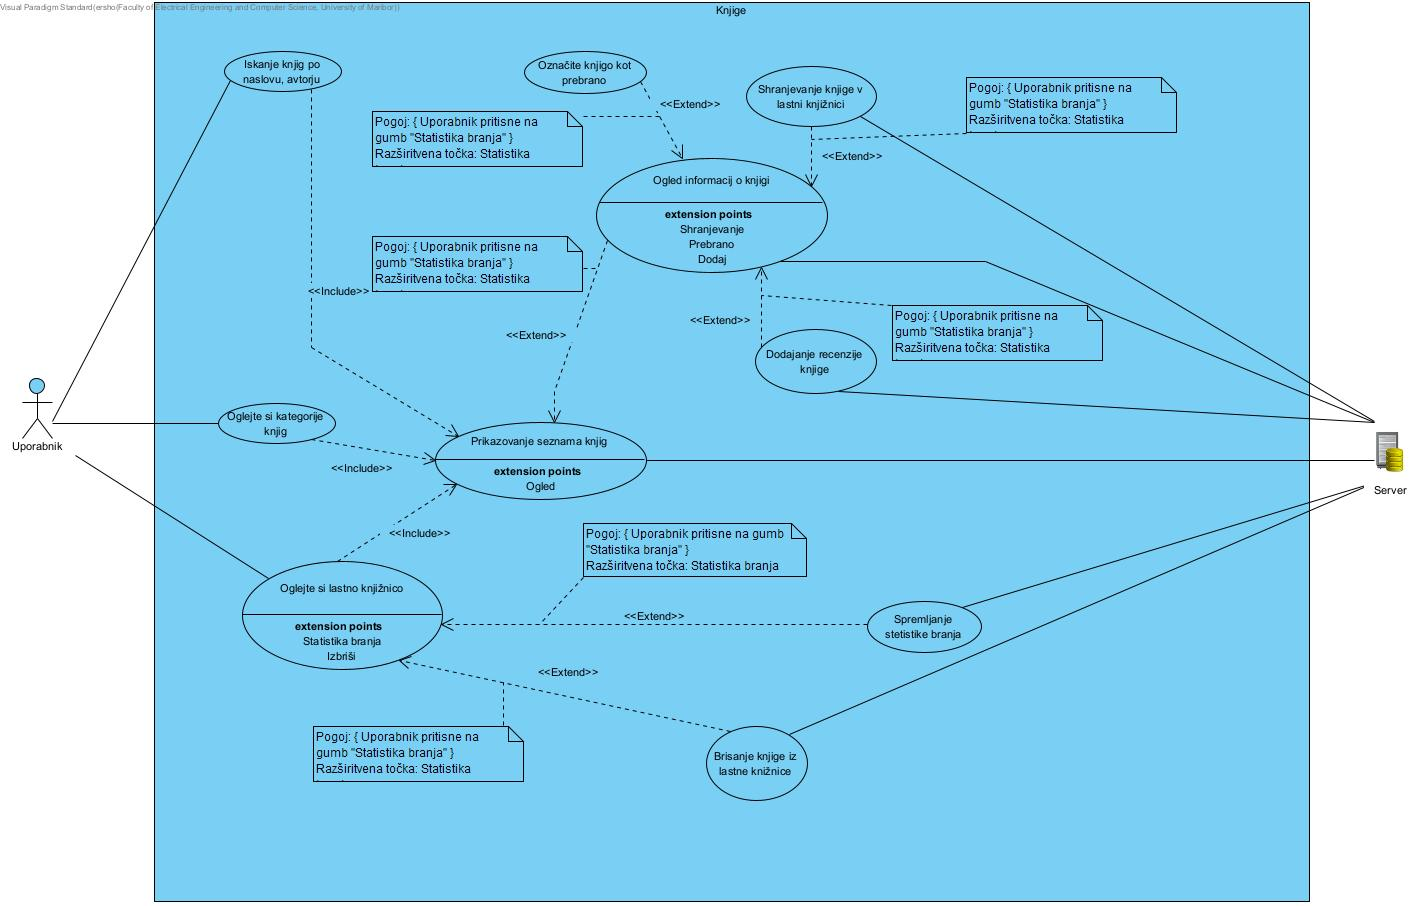 Visual Paradigm Standard(ersho(Faculty of Electrical Engineering and Computer Science, University of Maribor))
Knjige
Iskanje knjig po
naslovu, avtorju
Označite knjigo kot
prebrano
Shranjevanje knjige v
lastni knjižnici
Pogoj: { Uporabnik pritisne na
gumb "Statistika branja" }
Razširitvena točka: Statistika
<<Extend>>
Pogoj: { Uporabnik pritisne na
gumb "Statistika branja" }
Razširitvena točka: Statistika
<<Extend>>
Ogled informacij o knjigi
extension points
Shranjevanje
Prebrano
Dodaj
Pogoj: { Uporabnik pritisne na
gumb "Statistika branja" }
Razširitvena točka: Statistika
<<Include>>
<<Extend>>
<<Extend>>
Pogoj: { Uporabnik pritisne na
gumb "Statistika branja" }
Razširitvena točka: Statistika
Dodajanje recenzije
knjige
Uporabnik
Oglejte si kategorije
knjig
<<Include>>
Prikazovanje seznama knjig
extension points
Ogled
Server
<<Include>>
Pogoj: { Uporabnik pritisne na gumb
"Statistika branja" }
Razširitvena točka: Statistika branja
Oglejte si lastno knjižnico
extension points
Statistika branja
Izbriši
<<Extend>>
Spremljanje
stetistike branja
<<Extend>>
Pogoj: { Uporabnik pritisne na
gumb "Statistika branja" }
Razširitvena točka: Statistika
Brisanje knjige iz
lastne knižnice